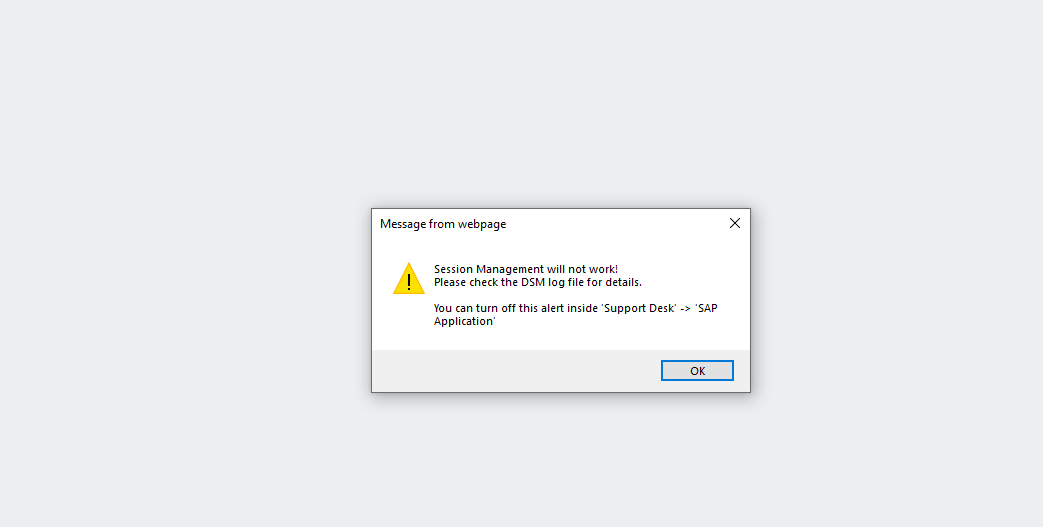 Message from webpage
Session Management will not work!
Please check the DSM log file for details.
You can turn off this alert inside 'Support Desk' -> 'SAP
Application'
OK